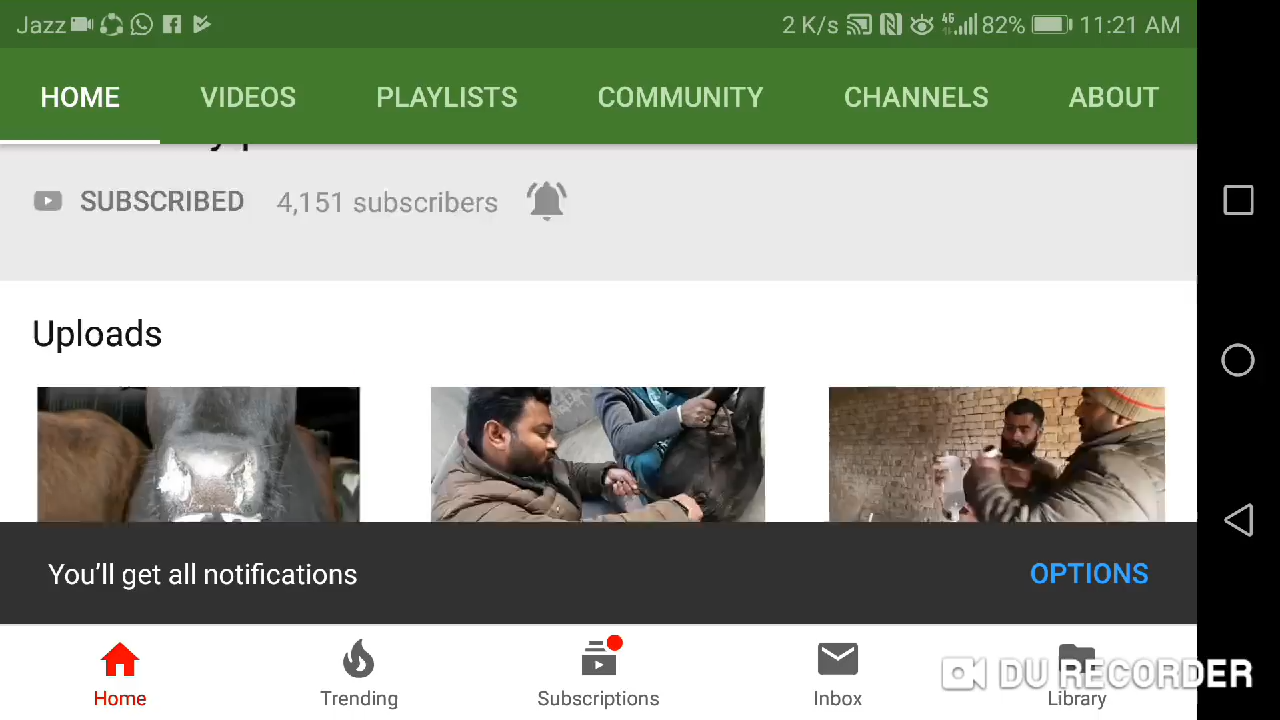 Jazz 2 K/s 4G 82% 11:21 AM
HOME VIDEOS PLAYLISTS COMMUNITY CHANNELS ABOUT
SUBSCRIBED 4,151 subscribers
Uploads
You'll get all notifications OPTIONS
Home Trending Subscriptions Inbox Library
DU RECORDER